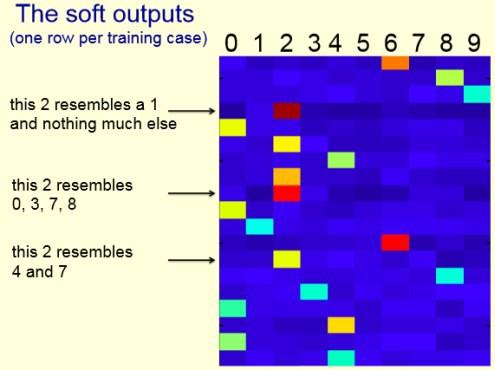 The soft outputs
(one row per training case) 0 1 2 3 4 5 6 7 8 9
this 2 resembles a 1
and nothing much else
this 2 resembles
0, 3, 7, 8
this 2 resembles
4 and 7